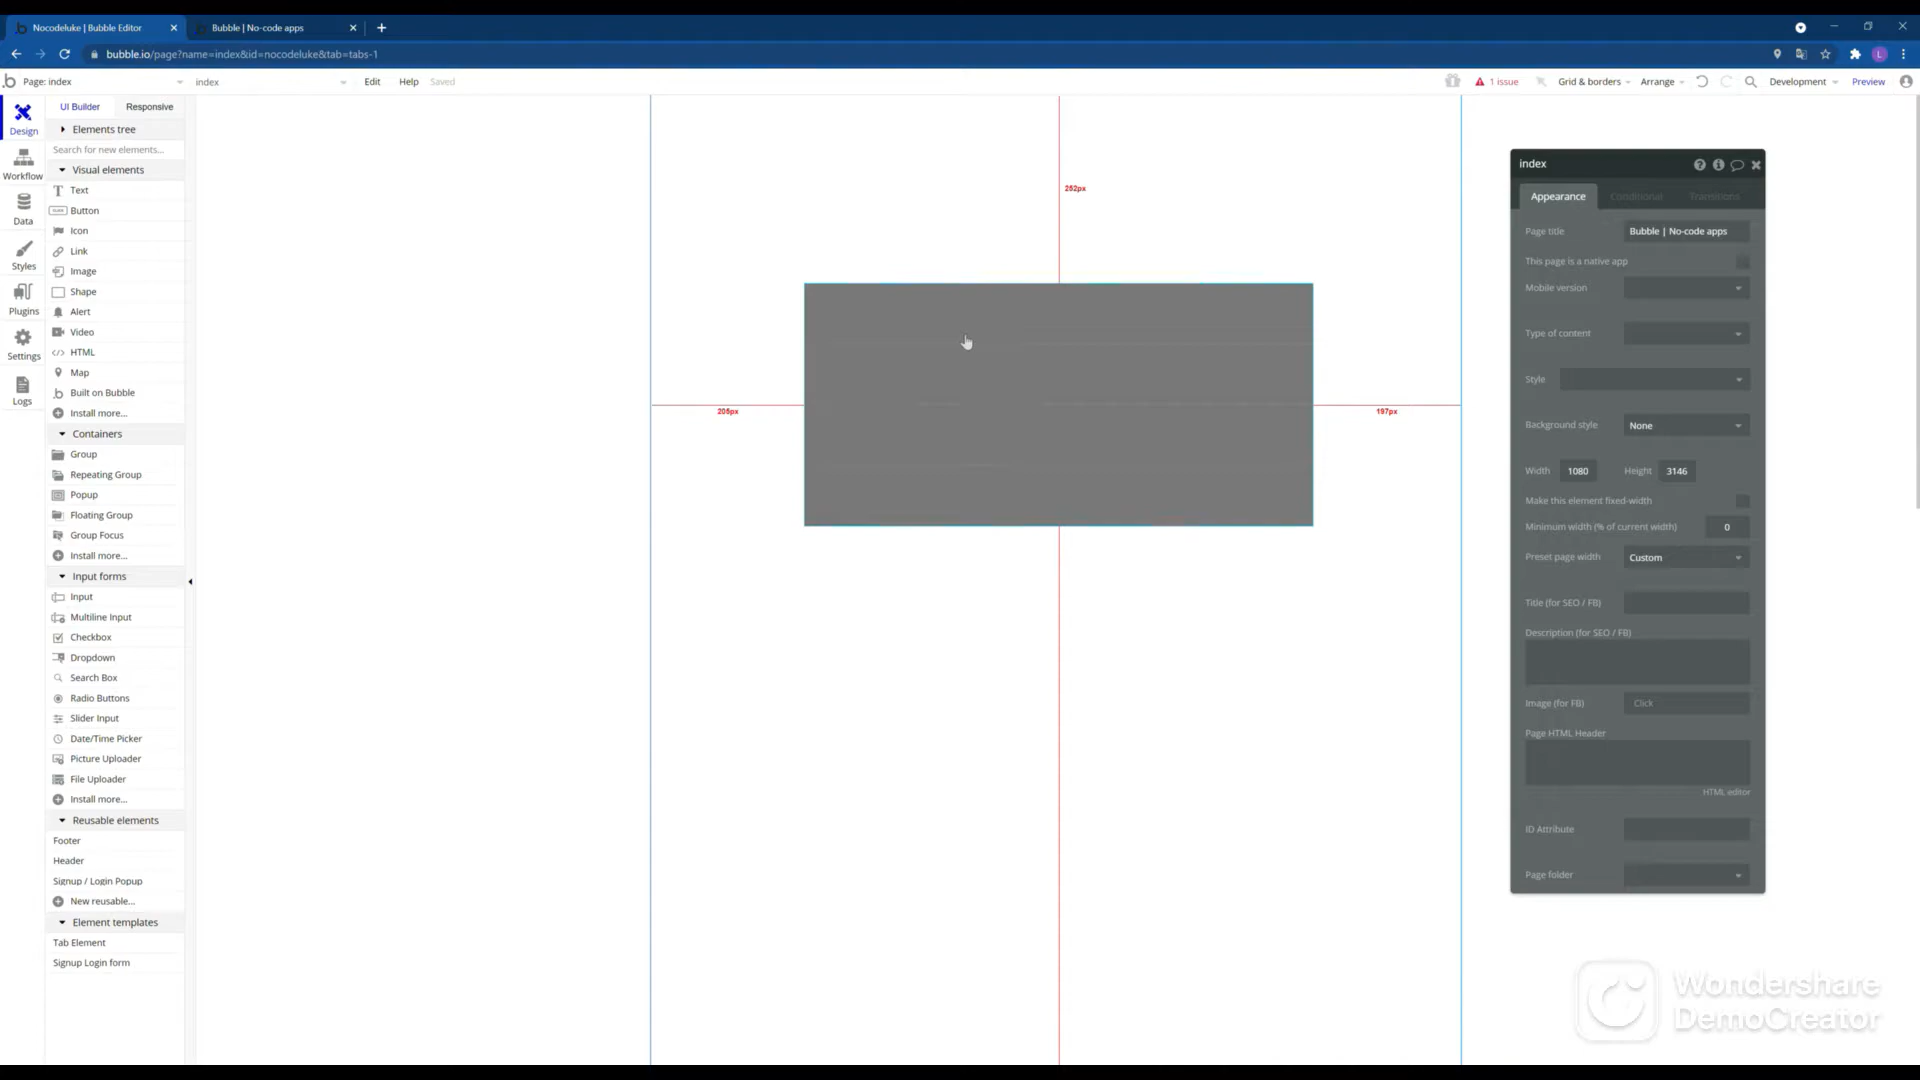 Nocodeluke | Bubble Editor
Bubble | No-code apps
bubble.io/page?name=index&id=nocodeluke&tab=tabs-1
L
Page: index
index
Edit
Help
Saved
1 issue
Grid & borders
Arrange
Development
Preview
Design
Workflow
Data
Styles
Plugins
Settings
Logs
UI Builder
Responsive
Elements tree
Search for new elements...
Visual elements
Text
Button
Icon
Link
Image
Shape
Alert
Video
HTML
Map
Built on Bubble
Install more...
Containers
Group
Repeating Group
Popup
Floating Group
Group Focus
Install more...
Input forms
Input
Multiline Input
Checkbox
Dropdown
Search Box
Radio Buttons
Slider Input
Date/Time Picker
Picture Uploader
File Uploader
Install more...
Reusable elements
Footer
Header
Signup / Login Popup
New reusable...
Element templates
Tab Element
Signup Login form
252px
205px
197px
index
Appearance
Conditional
Transitions
Page title
Bubble | No-code apps
This page is a native app
Mobile version
Type of content
Style
Background style
None
Width
1080
Height
3146
Make this element fixed-width
Minimum width (% of current width)
0
Preset page width
Custom
Title (for SEO / FB)
Description (for SEO / FB)
Image (for FB)
Click
Page HTML Header
HTML editor
ID Attribute
Page folder
Wondershare
DemoCreator